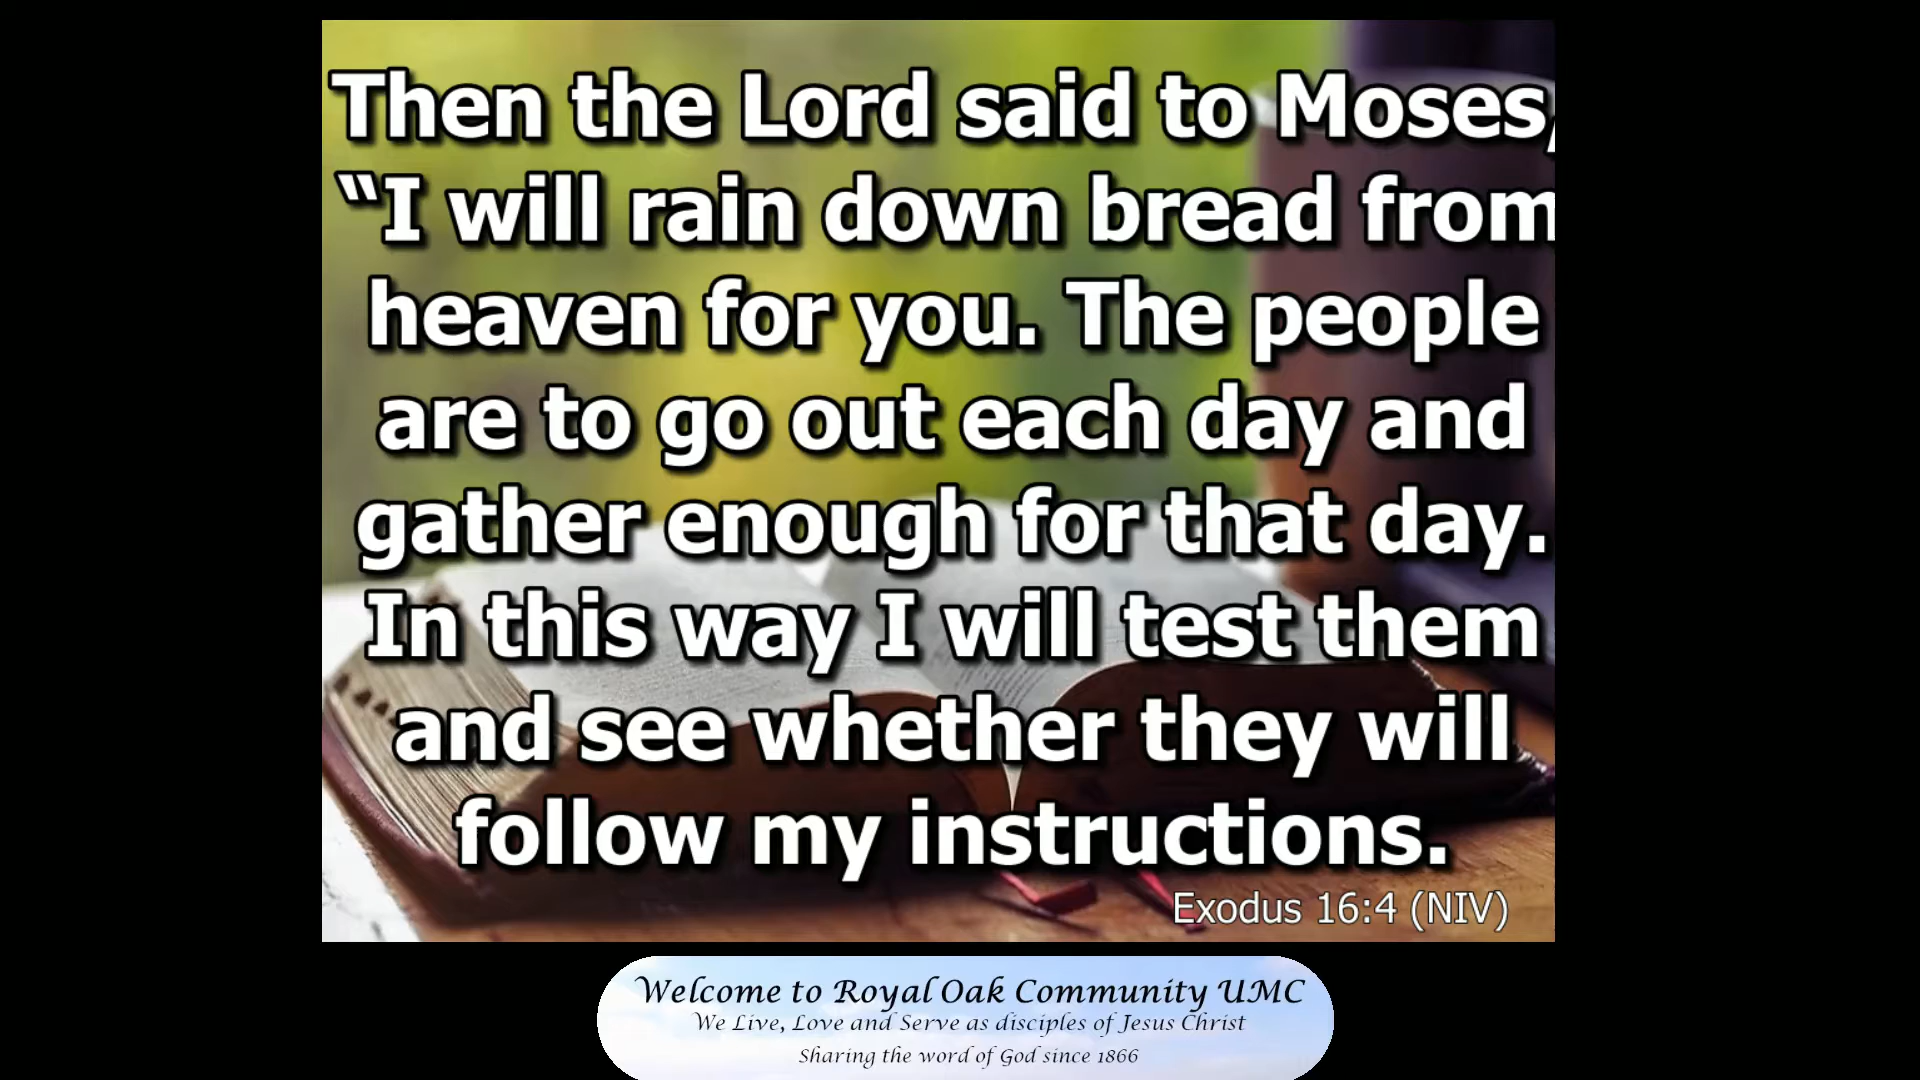 Then the Lord said to Moses,
“I will rain down bread from
heaven for you. The people
are to go out each day and
gather enough for that day.
In this way I will test them
and see whether they will
follow my instructions.
Exodus 16:4 (NIV)
Welcome to Royal Oak Community UMC
We Live, Love and Serve as disciples of Jesus Christ
Sharing the word of God since 1866